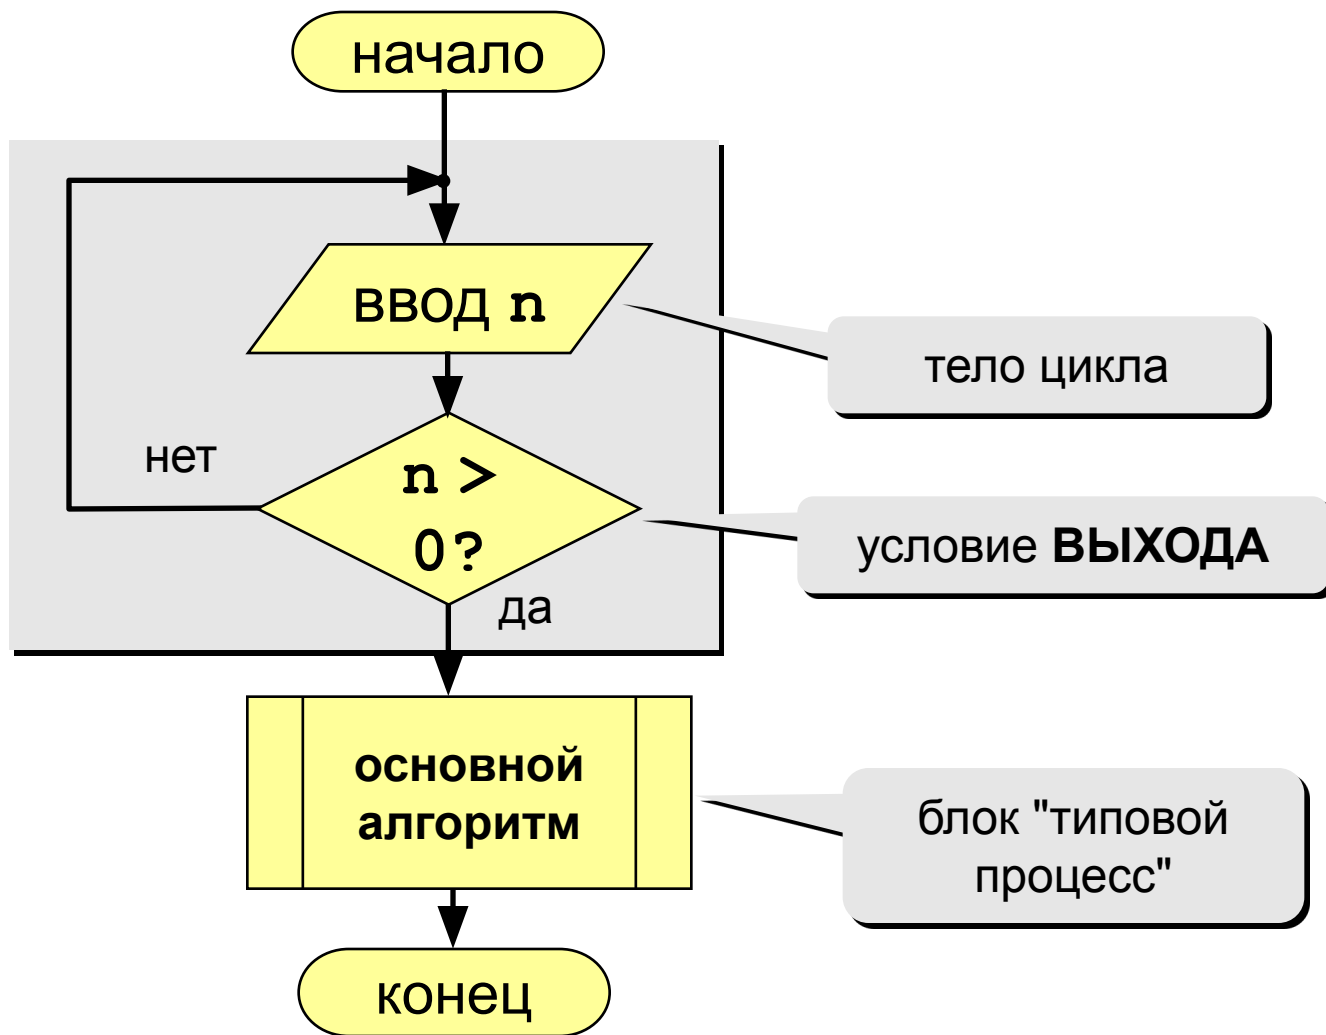 начало
ввод n
тело цикла
нет
n >
0?
условие ВЫХОДА
да
основной
алгоритм
блок "типовой
процесс"
конец